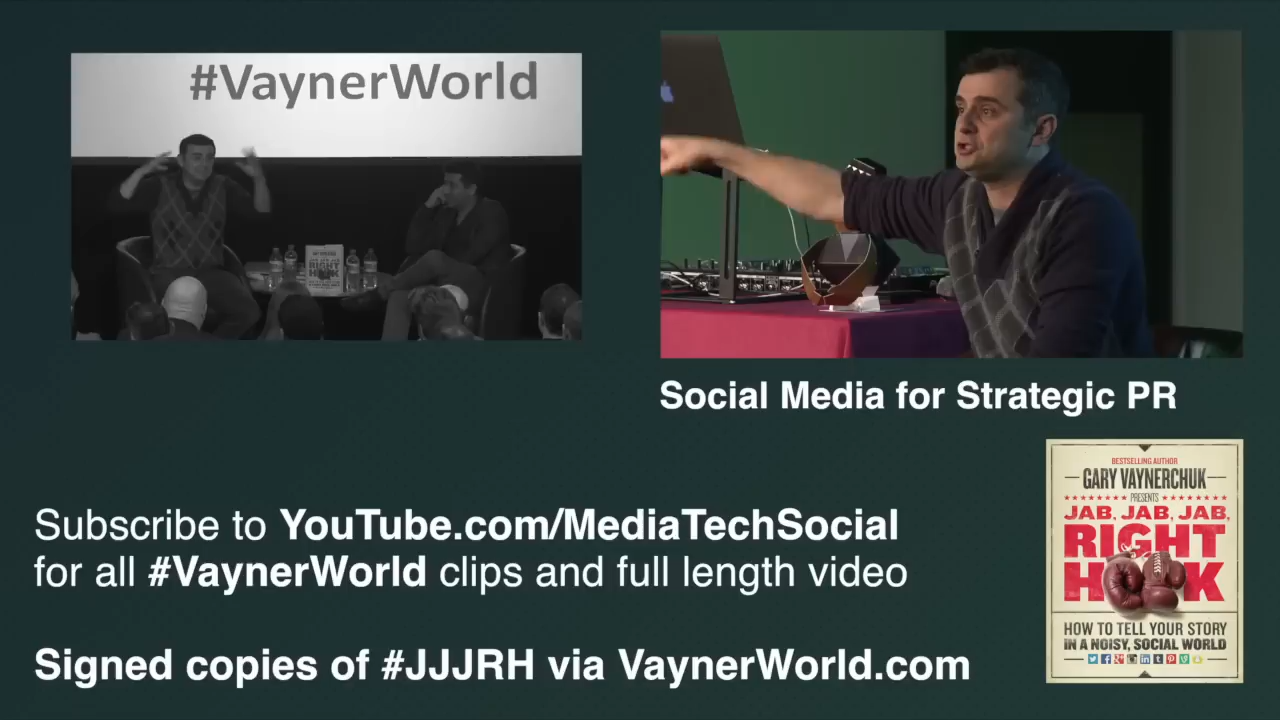 #VaynerWorld
RIGHT
HOOK
Social Media for Strategic PR
BESTSELLING AUTHOR
GARY VAYNERCHUK
PRESENTS
JAB, JAB, JAB,
RIGHT
HOOK
HOW TO TELL YOUR STORY
IN A NOISY, SOCIAL WORLD
Subscribe to YouTube.com/MediaTechSocial
for all #VaynerWorld clips and full length video
Signed copies of #JJJRH via VaynerWorld.com